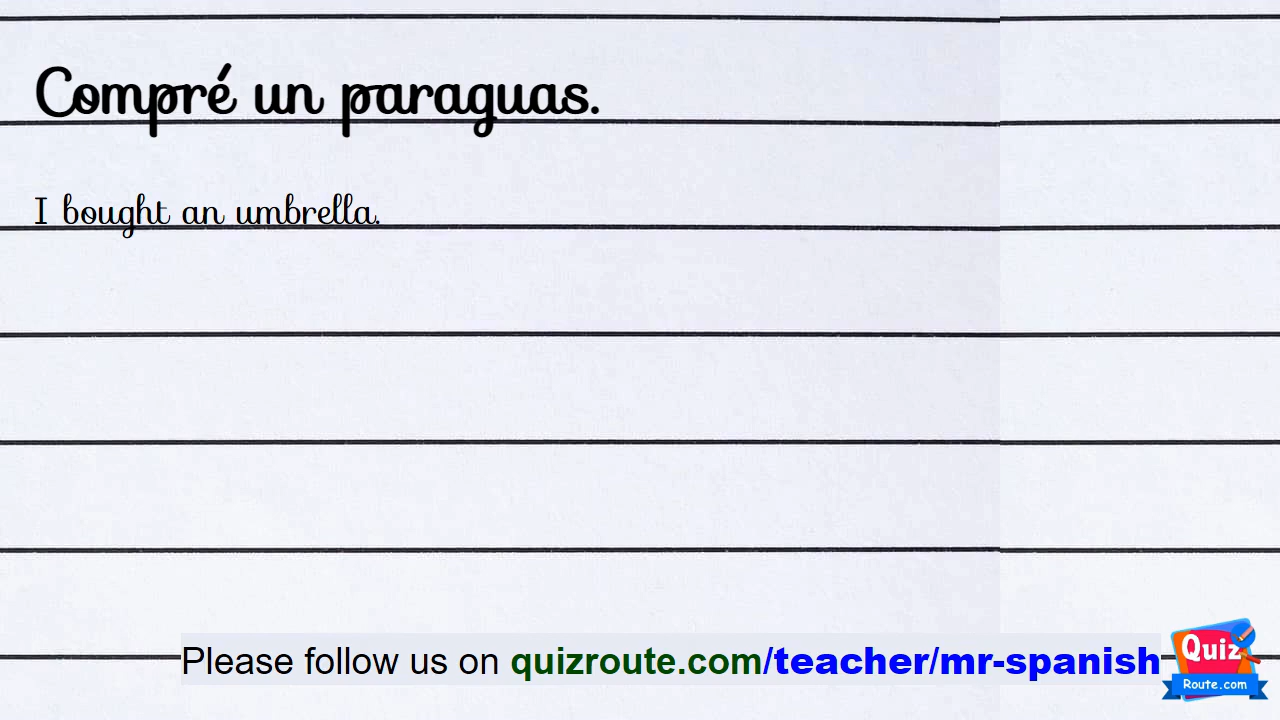 Compré un paraguas.
I bought an umbrella.
Please follow us on quizroute.com/teacher/mr-spanish
Quiz
Route.com